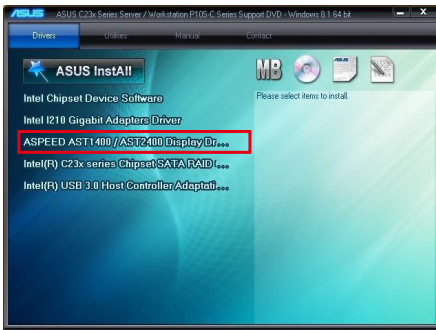 ASUS ASUS C23x Series Server / Workstation P10S-C Series Support DVD - Windows 8.1 64 bit
Drivers Utilities Manual Contact
ASUS InstAll
MB
Please select items to install.
Intel Chipset Device Software
Intel I210 Gigabit Adapters Driver
ASPEED AST1400 / AST2400 Display Dr...
Intel(R) C23x series Chipset SATA RAID (...
Intel(R) USB 3.0 Host Controller Adaptati...